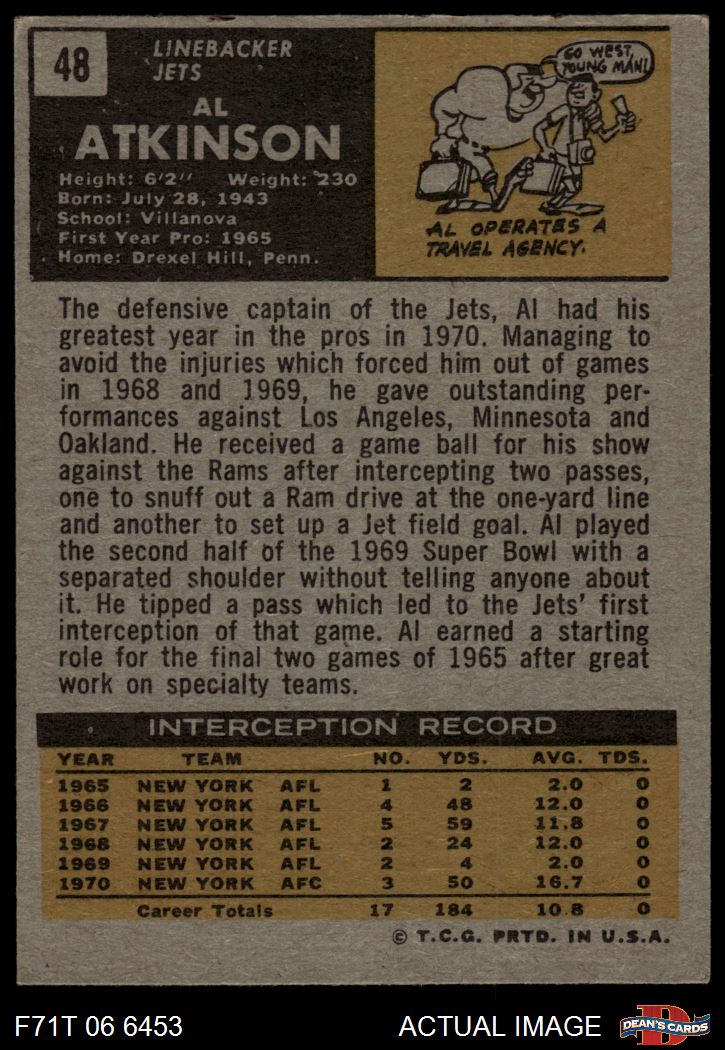 48
LINEBACKER
JETS
AL
ATKINSON
Height: 6'2" Weight: 230
Born: July 28, 1943
School: Villanova
First Year Pro: 1965
Home: Drexel Hill, Penn.
GO WEST,
YOUNG MAN!
AL OPERATES A
TRAVEL AGENCY.
The defensive captain of the Jets, Al had his
greatest year in the pros in 1970. Managing to
avoid the injuries which forced him out of games
in 1968 and 1969, he gave outstanding per-
formances against Los Angeles, Minnesota and
Oakland. He received a game ball for his show
against the Rams after intercepting two passes,
one to snuff out a Ram drive at the one-yard line
and another to set up a Jet field goal. Al played
the second half of the 1969 Super Bowl with a
separated shoulder without telling anyone about
it. He tipped a pass which led to the Jets' first
interception of that game. Al earned a starting
role for the final two games of 1965 after great
work on specialty teams.
INTERCEPTION RECORD
YEAR TEAM NO. YDS. AVG. TDS.
1965 NEW YORK AFL 1 2 2.0 0
1966 NEW YORK AFL 4 48 12.0 0
1967 NEW YORK AFL 5 59 11.8 0
1968 NEW YORK AFL 2 24 12.0 0
1969 NEW YORK AFL 2 4 2.0 0
1970 NEW YORK AFC 3 50 16.7 0
Career Totals 17 184 10.8 0
© T.C.G. PRTD. IN U.S.A.
F71T 06 6453 ACTUAL IMAGE D DEAN'S CARDS